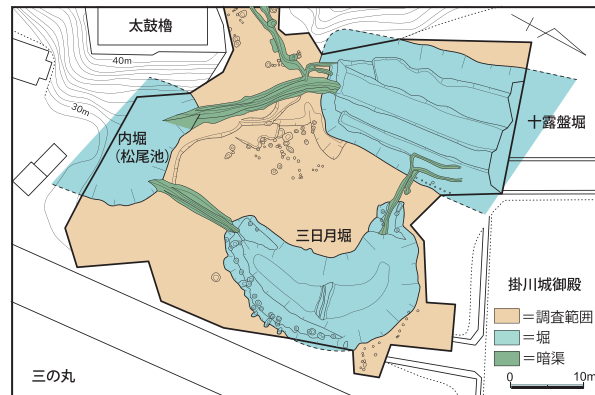 太鼓櫓
40m
30m
内堀
（松尾池）
十露盤堀
三日月堀
掛川城御殿
＝調査範囲
＝堀
＝暗渠
三の丸
0 10m